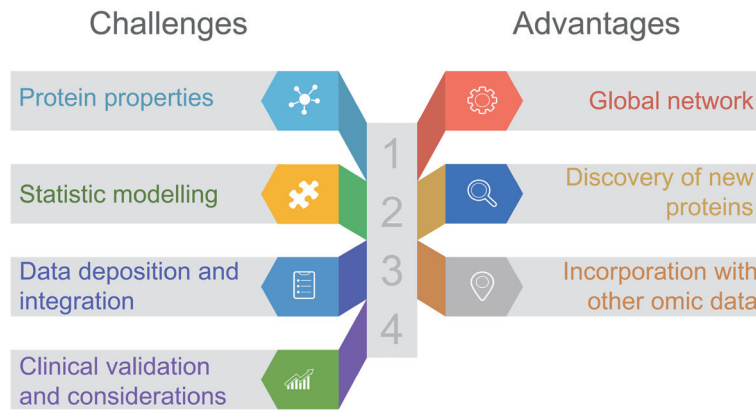 Challenges
Advantages
Protein properties
Statistic modelling
Data deposition and
integration
Clinical validation
and considerations
1
2
3
4
Global network
Discovery of new
proteins
Incorporation with
other omic data